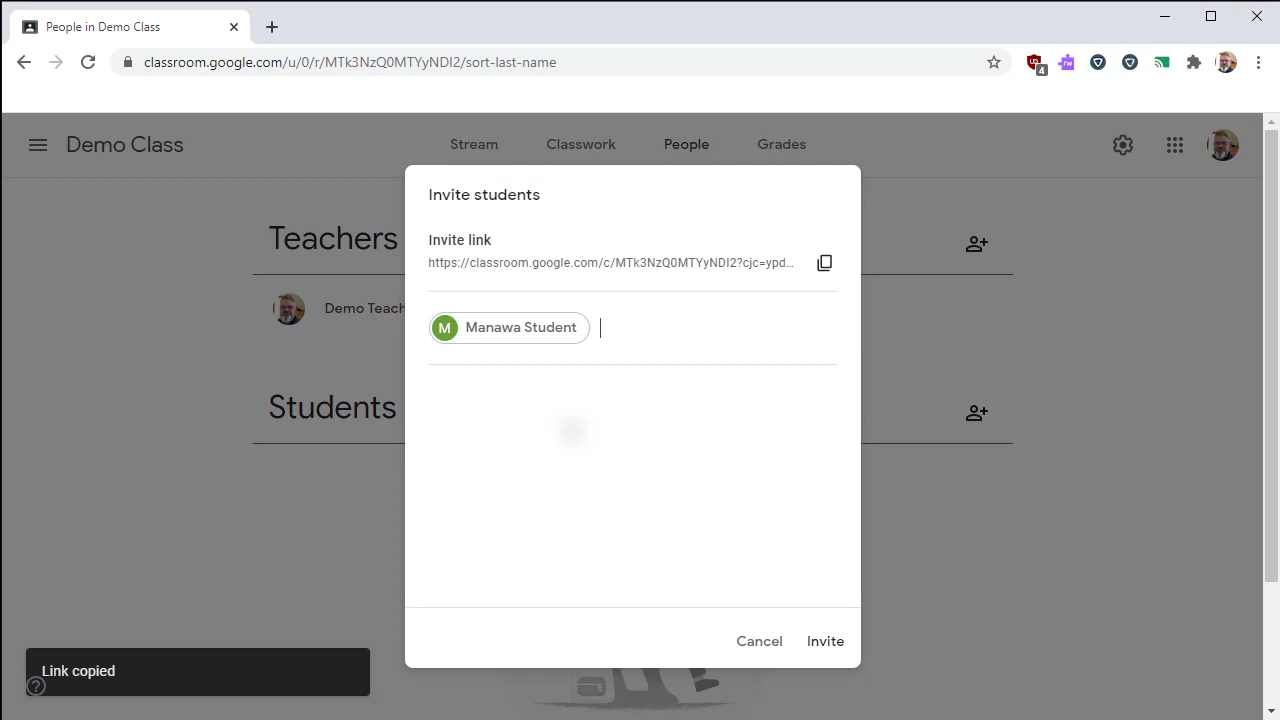 People in Demo Class
classroom.google.com/u/0/r/MTk3NzQ0MTYyNDI2/sort-last-name
4
rw
Demo Class
Stream
Classwork
People
Grades
Invite students
Invite link
https://classroom.google.com/c/MTk3NzQ0MTYyNDI2?cjc=ypd...
Teachers
Demo Teach
M Manawa Student
Students
Cancel
Invite
Link copied
?